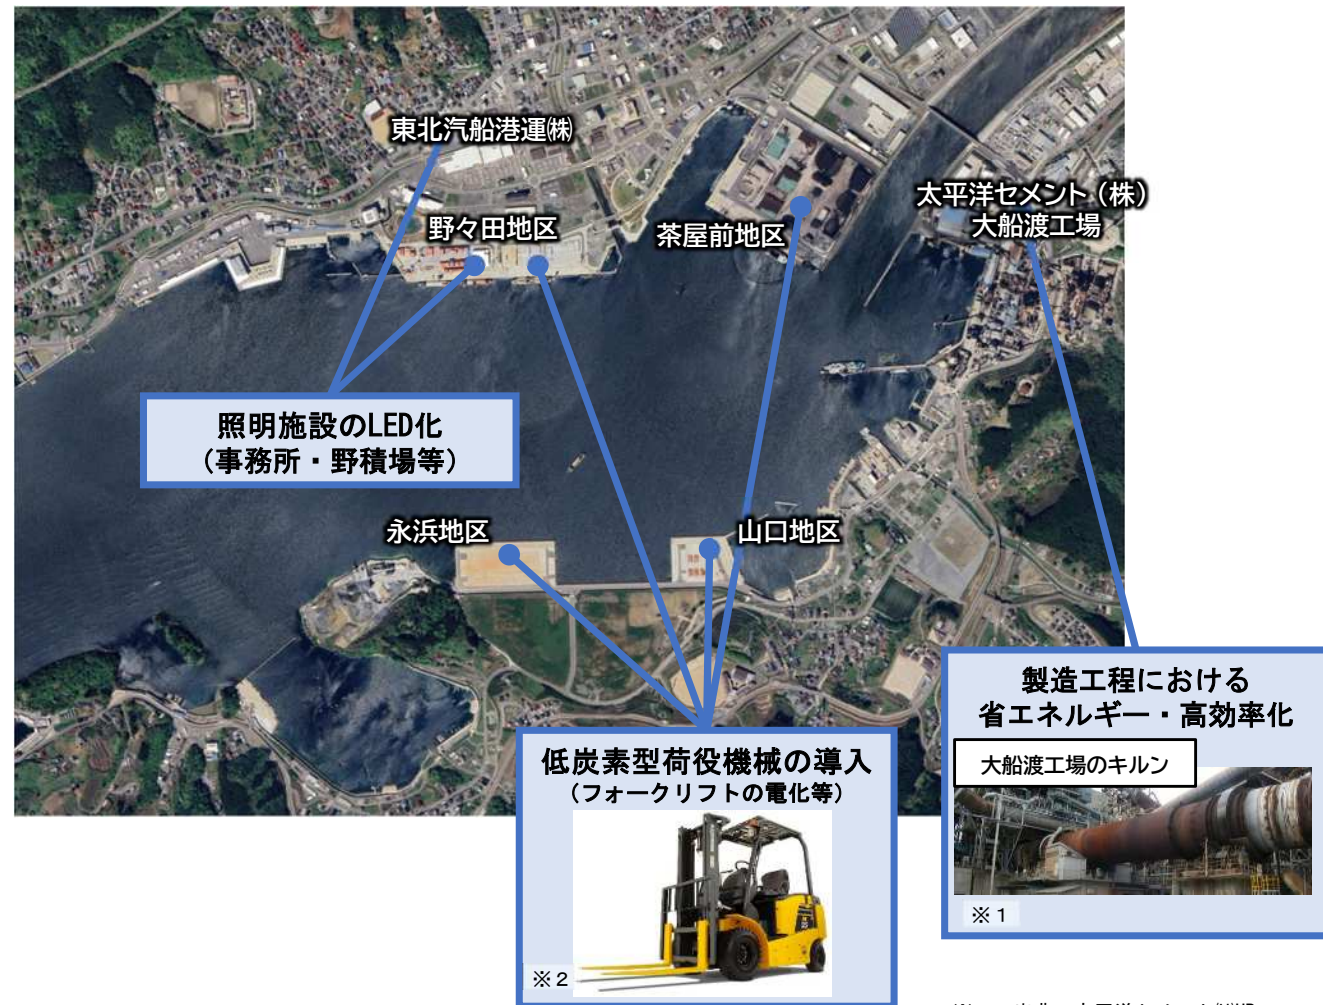 東北汽船港運㈱
太平洋セメント（株）
大船渡工場
野々田地区
茶屋前地区
照明施設のLED化
（事務所・野積場等）
永浜地区
山口地区
製造工程における
省エネルギー・高効率化
大船渡工場のキルン
※１
低炭素型荷役機械の導入
（フォークリフトの電化等）
※２